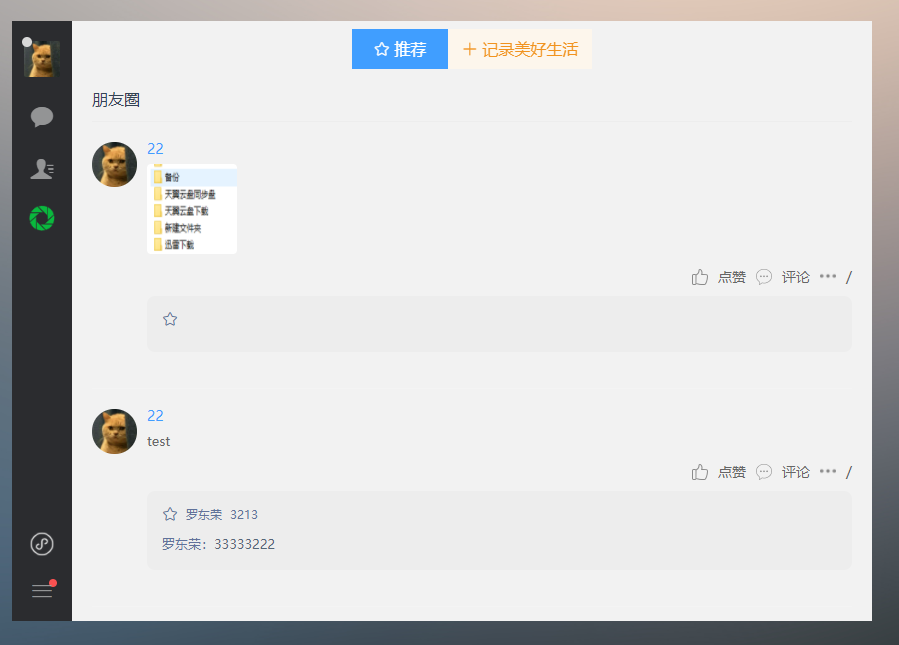 推荐
记录美好生活
朋友圈
22
备份
天翼云盘同步盘
天翼云盘下载
新建文件夹
迅雷下载
点赞 评论 ••• /
22
test
点赞 评论 ••• /
罗东荣 3213
罗东荣：33333222